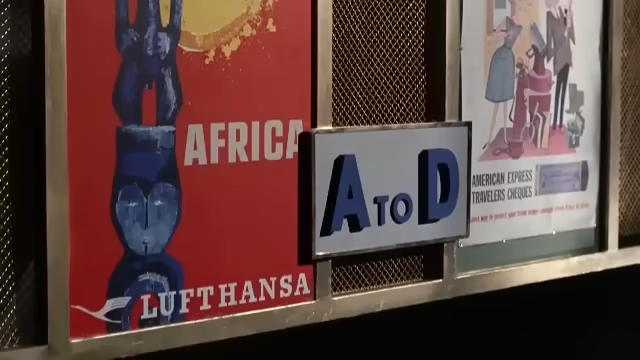 AFRICA
LUFTHANSA
A TO D
AMERICAN EXPRESS
TRAVELERS CHEQUES